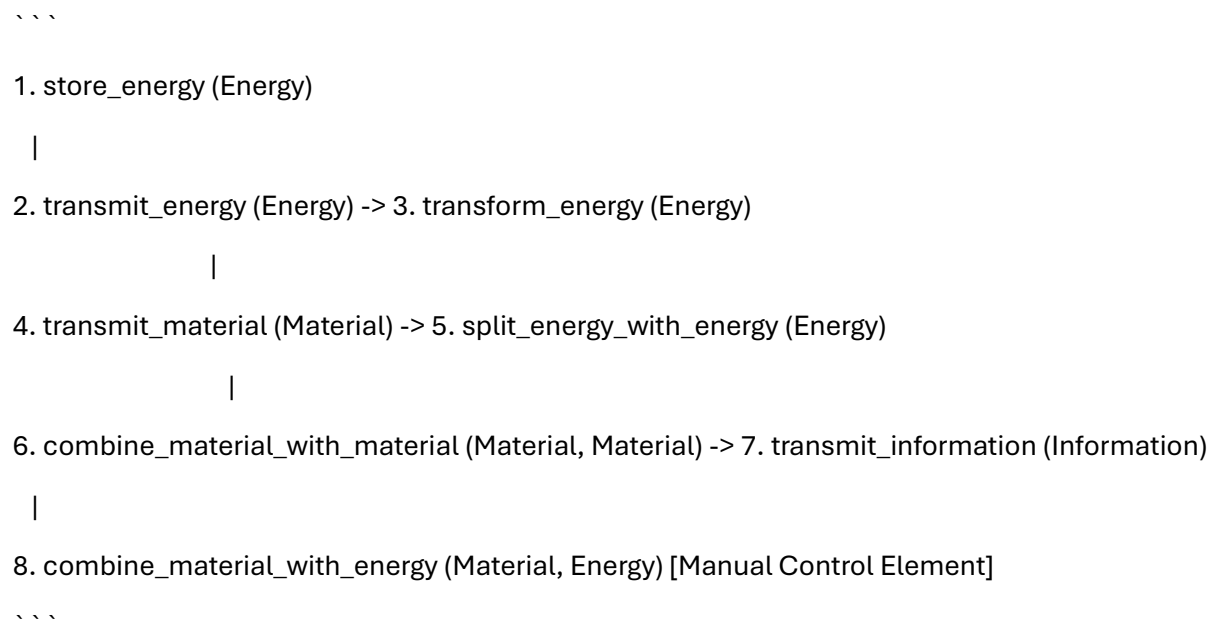 ```
1. store_energy (Energy)
|
2. transmit_energy (Energy) -> 3. transform_energy (Energy)
|
4. transmit_material (Material) -> 5. split_energy_with_energy (Energy)
|
6. combine_material_with_material (Material, Material) -> 7. transmit_information (Information)
|
8. combine_material_with_energy (Material, Energy) [Manual Control Element]
```